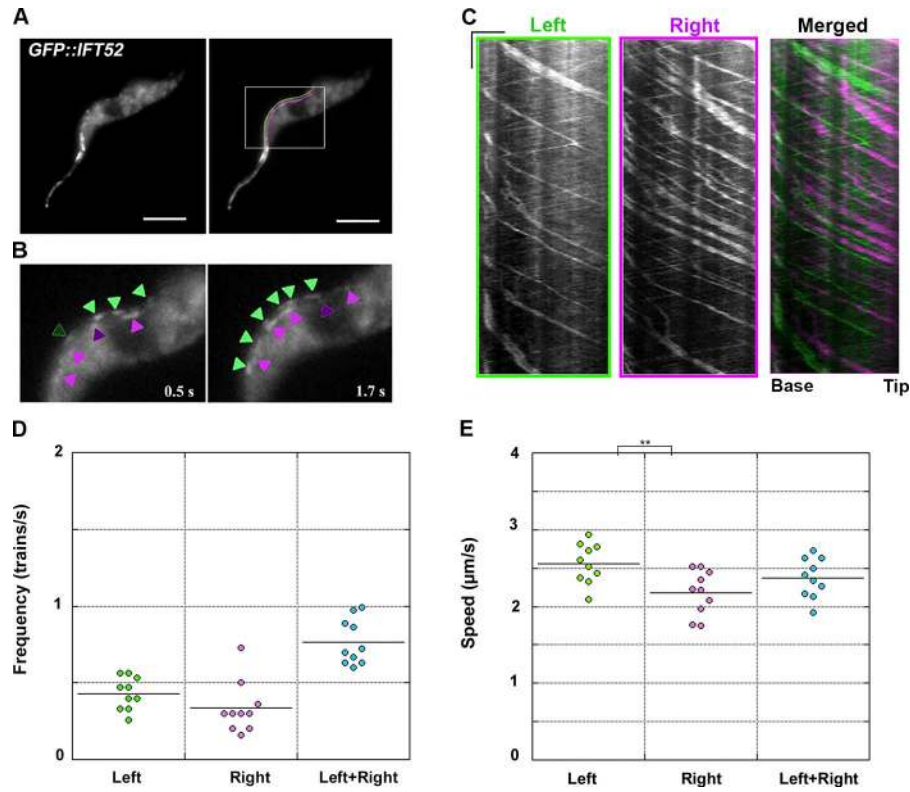 A
GFP::IFT52
B
0.5 s
1.7 s
C
Left
Right
Merged
Base
Tip
D
Frequency (trains/s)
2
1
0
Left
Right
Left+Right
E
**
Speed (µm/s)
4
3
2
1
0
Left
Right
Left+Right